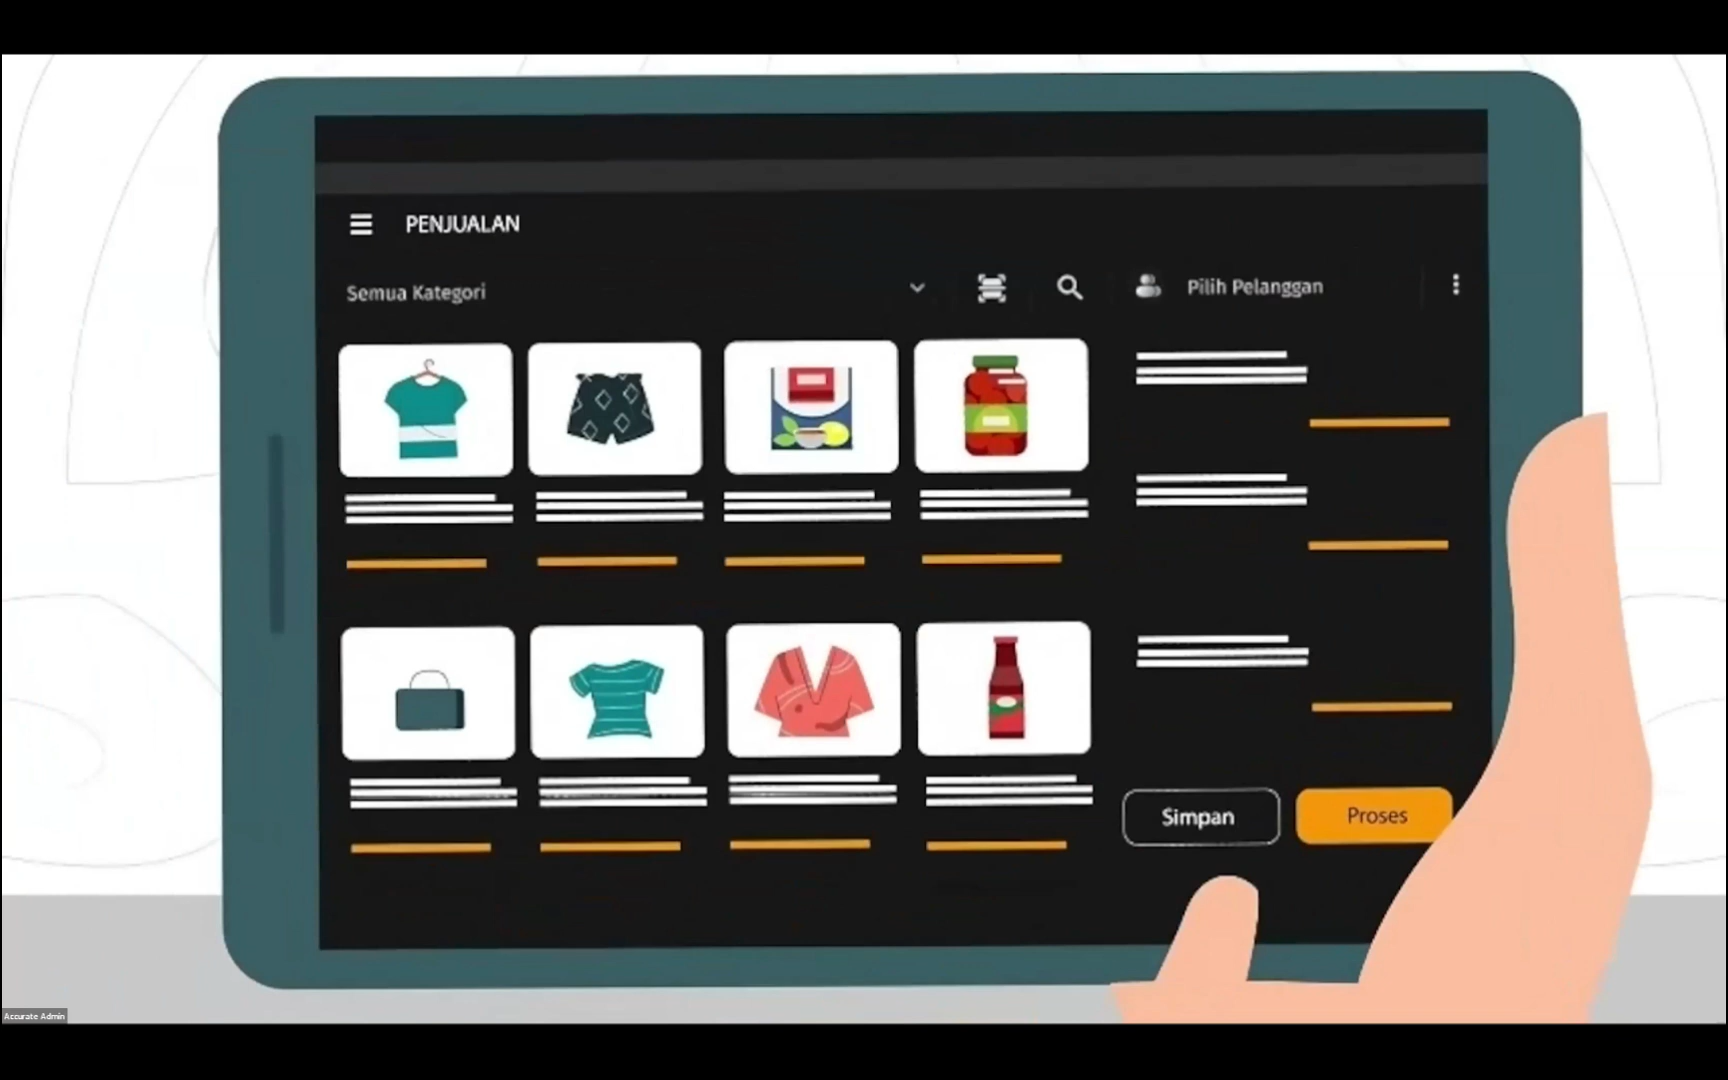 PENJUALAN
Semua Kategori
Pilih Pelanggan
Simpan
Proses
Accurate Admin